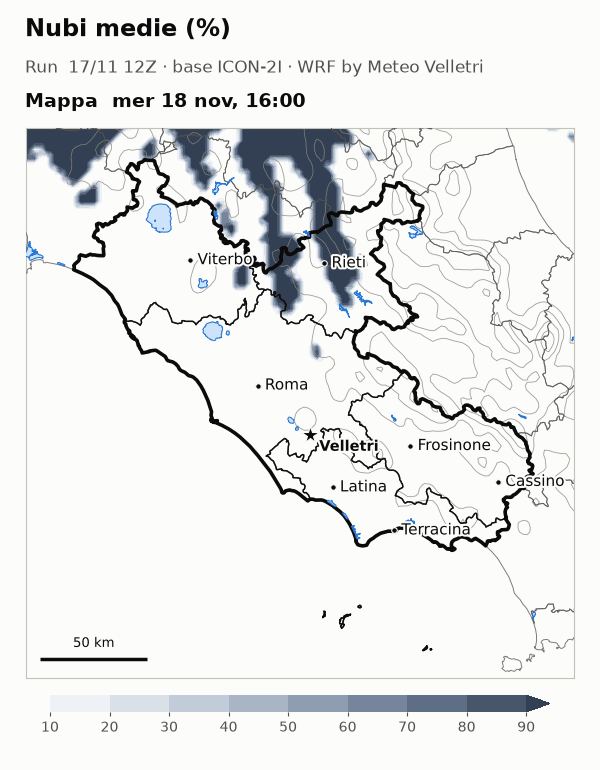 Nubi medie (%)
Run  17/11 12Z · base ICON-2I · WRF by Meteo Velletri
Mappa  mer 18 nov, 16:00
Viterbo
Rieti
Roma
Velletri
Frosinone
Cassino
Latina
Terracina
50 km
10 20 30 40 50 60 70 80 90